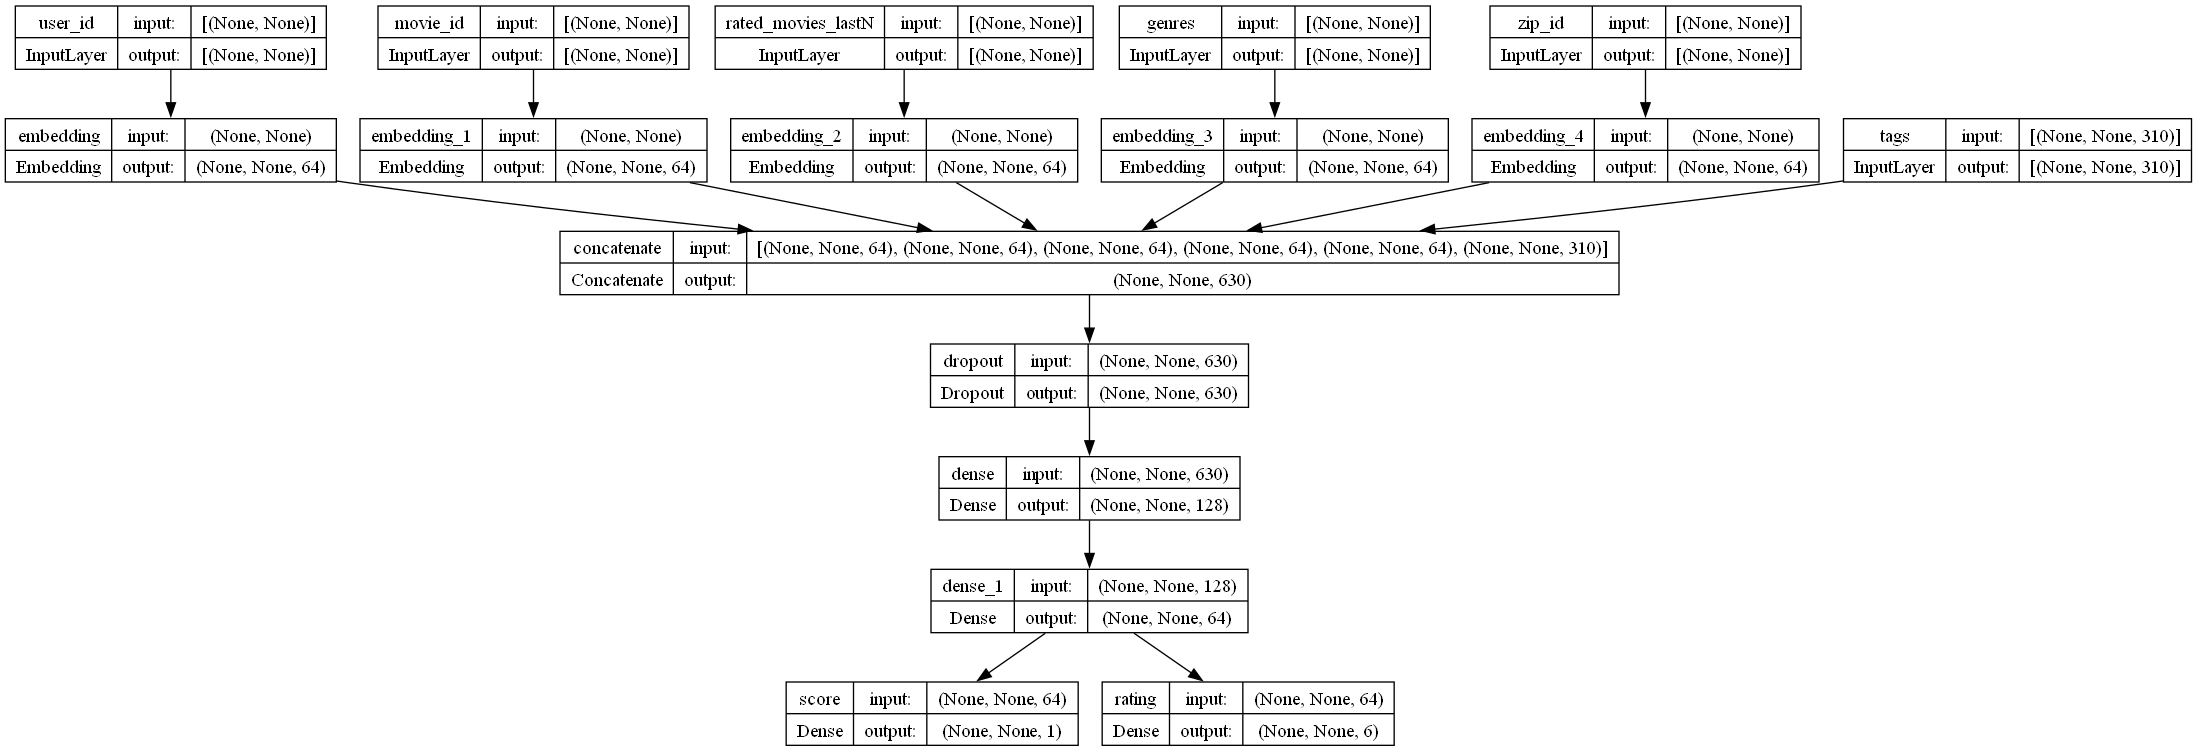 user_id input: [(None, None)]
InputLayer output: [(None, None)]
movie_id input: [(None, None)]
InputLayer output: [(None, None)]
rated_movies_lastN input: [(None, None)]
InputLayer output: [(None, None)]
genres input: [(None, None)]
InputLayer output: [(None, None)]
zip_id input: [(None, None)]
InputLayer output: [(None, None)]
embedding input: (None, None)
Embedding output: (None, None, 64)
embedding_1 input: (None, None)
Embedding output: (None, None, 64)
embedding_2 input: (None, None)
Embedding output: (None, None, 64)
embedding_3 input: (None, None)
Embedding output: (None, None, 64)
embedding_4 input: (None, None)
Embedding output: (None, None, 64)
tags input: [(None, None, 310)]
InputLayer output: [(None, None, 310)]
concatenate input: [(None, None, 64), (None, None, 64), (None, None, 64), (None, None, 64), (None, None, 64), (None, None, 310)]
Concatenate output: (None, None, 630)
dropout input: (None, None, 630)
Dropout output: (None, None, 630)
dense input: (None, None, 630)
Dense output: (None, None, 128)
dense_1 input: (None, None, 128)
Dense output: (None, None, 64)
score input: (None, None, 64)
Dense output: (None, None, 1)
rating input: (None, None, 64)
Dense output: (None, None, 6)